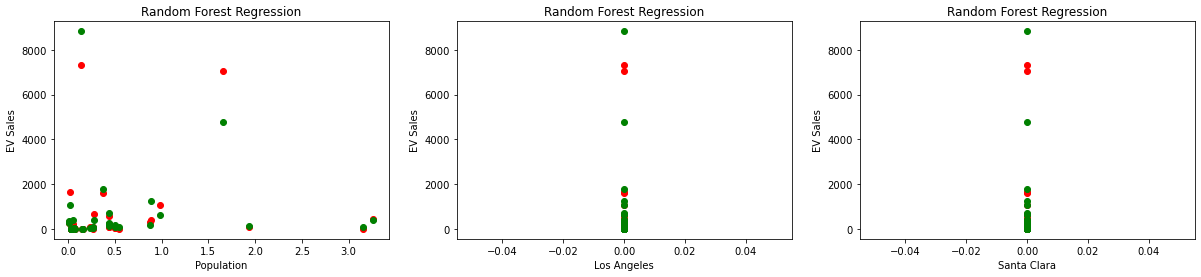 Random Forest Regression
8000
6000
4000
2000
0
EV Sales
0.0 0.5 1.0 1.5 2.0 2.5 3.0
Population
Random Forest Regression
8000
6000
4000
2000
0
EV Sales
−0.04 −0.02 0.00 0.02 0.04
Los Angeles
Random Forest Regression
8000
6000
4000
2000
0
EV Sales
−0.04 −0.02 0.00 0.02 0.04
Santa Clara